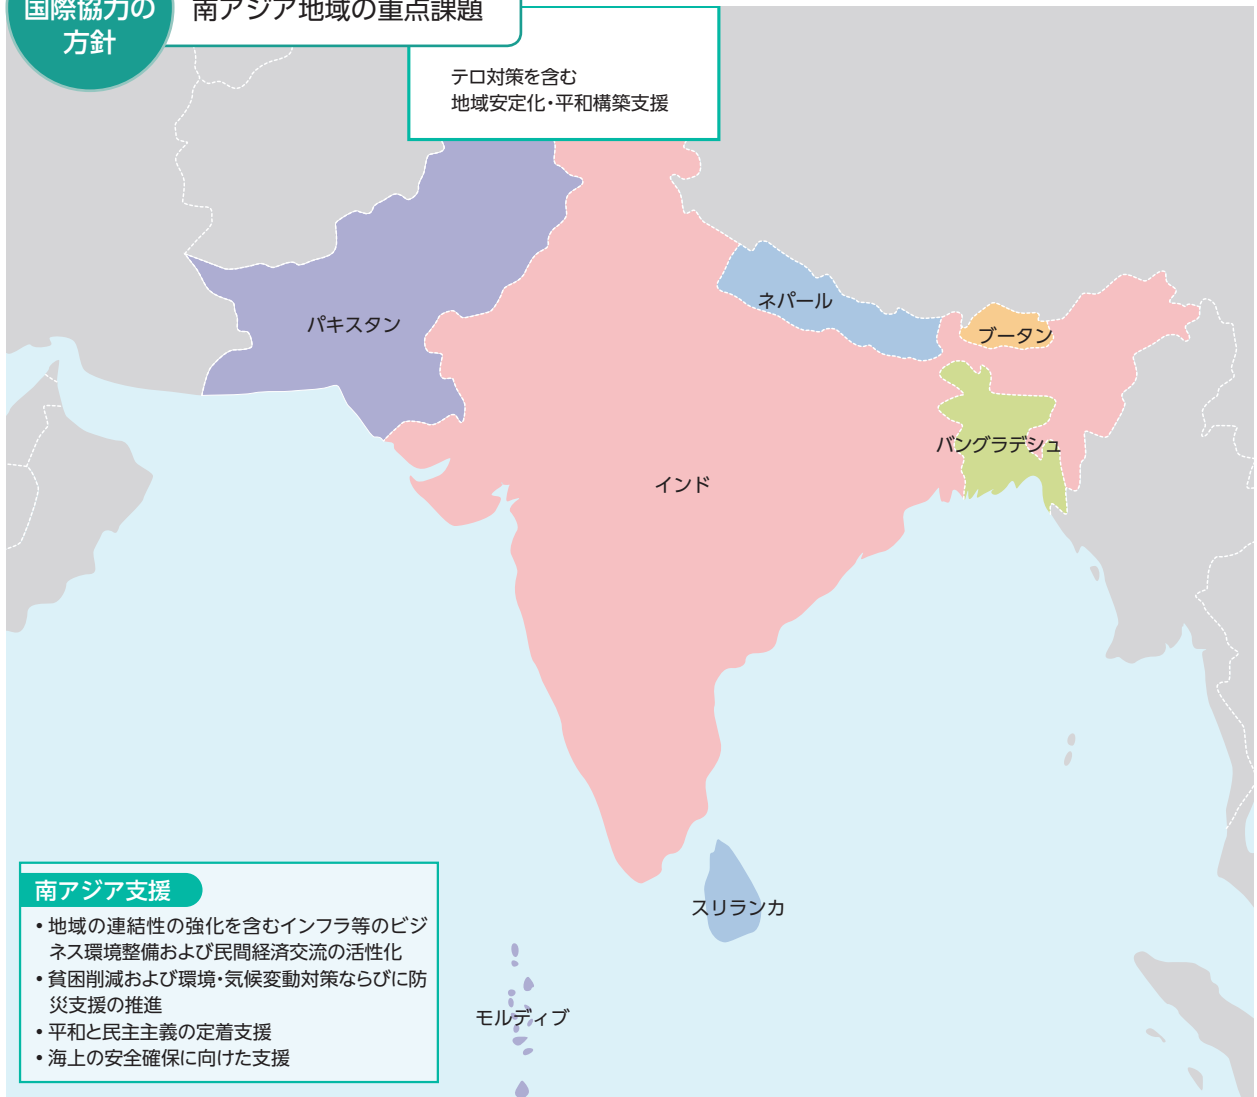 国際協力の
方針
南アジア地域の重点課題
テロ対策を含む
地域安定化・平和構築支援
パキスタン
ネパール
ブータン
バングラデシュ
インド
スリランカ
モルディブ
南アジア支援
• 地域の連結性の強化を含むインフラ等のビジ
ネス環境整備および民間経済交流の活性化
• 貧困削減および環境・気候変動対策ならびに防
災支援の推進
• 平和と民主主義の定着支援
• 海上の安全確保に向けた支援